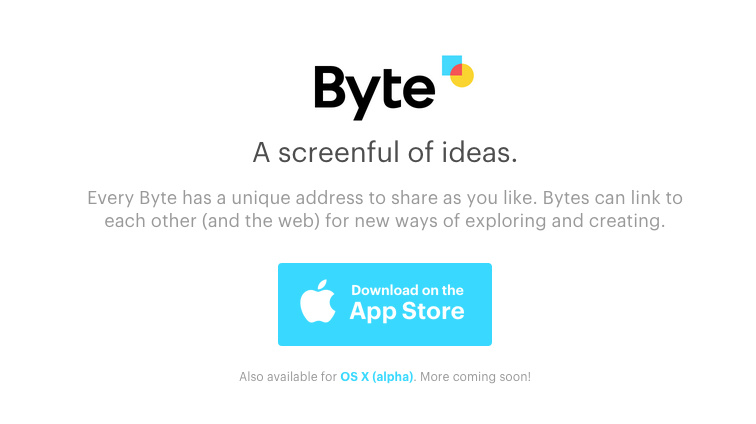 Byte
A screenful of ideas.
Every Byte has a unique address to share as you like. Bytes can link to
each other (and the web) for new ways of exploring and creating.
Download on the
App Store
Also available for OS X (alpha). More coming soon!